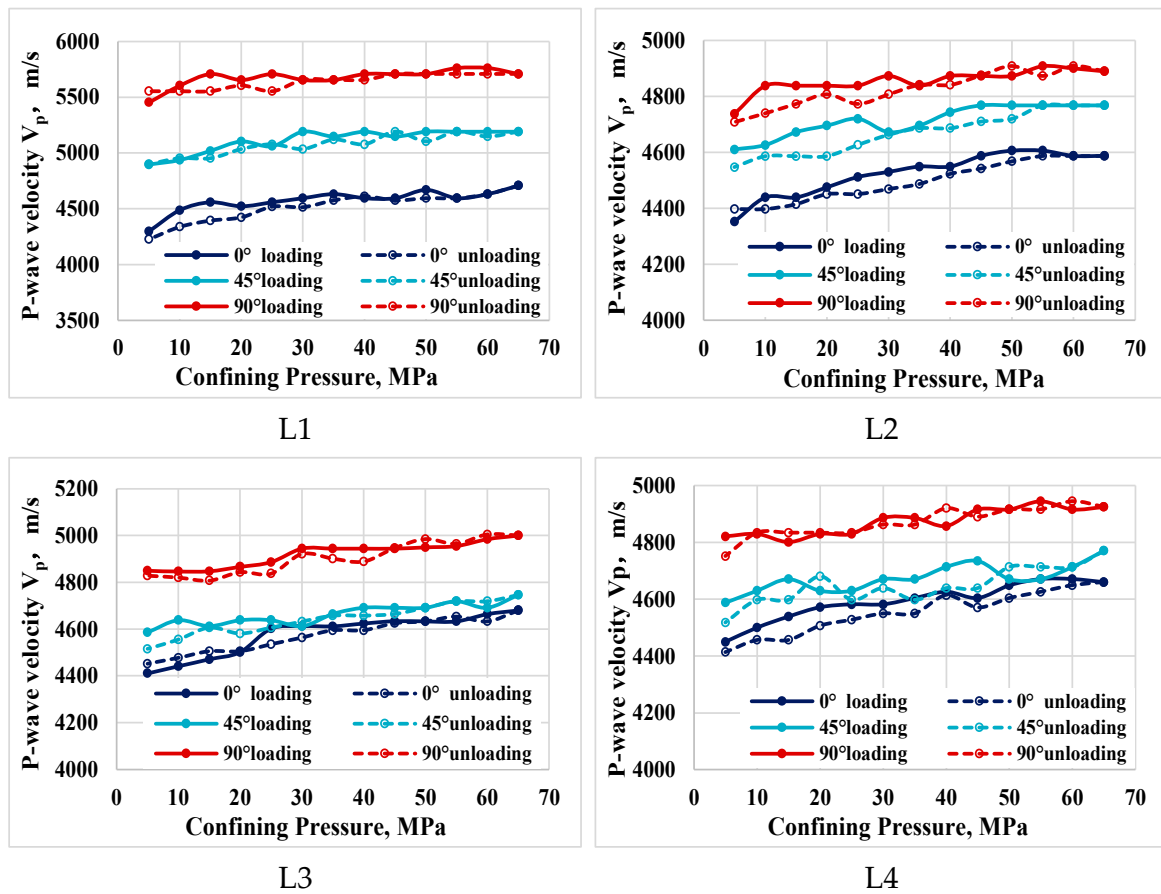 6000
5500
5000
4500
4000
3500
P-wave velocity Vp, m/s
0° loading 0° unloading
45°loading 45°unloading
90°loading 90°unloading
0 10 20 30 40 50 60 70
Confining Pressure, MPa
L1
5000
4800
4600
4400
4200
4000
P-wave velocity Vp, m/s
0° loading 0° unloading
45°loading 45°unloading
90°loading 90°unloading
0 10 20 30 40 50 60 70
Confining Pressure, MPa
L2
5200
5000
4800
4600
4400
4200
4000
P-wave velocity Vp, m/s
0° loading 0° unloading
45°loading 45°unloading
90°loading 90°unloading
0 10 20 30 40 50 60 70
Confining Pressure, MPa
L3
5000
4800
4600
4400
4200
4000
P-wave velocity Vp, m/s
0° loading 0° unloading
45°loading 45°unloading
90°loading 90°unloading
0 10 20 30 40 50 60 70
Confining Pressure, MPa
L4